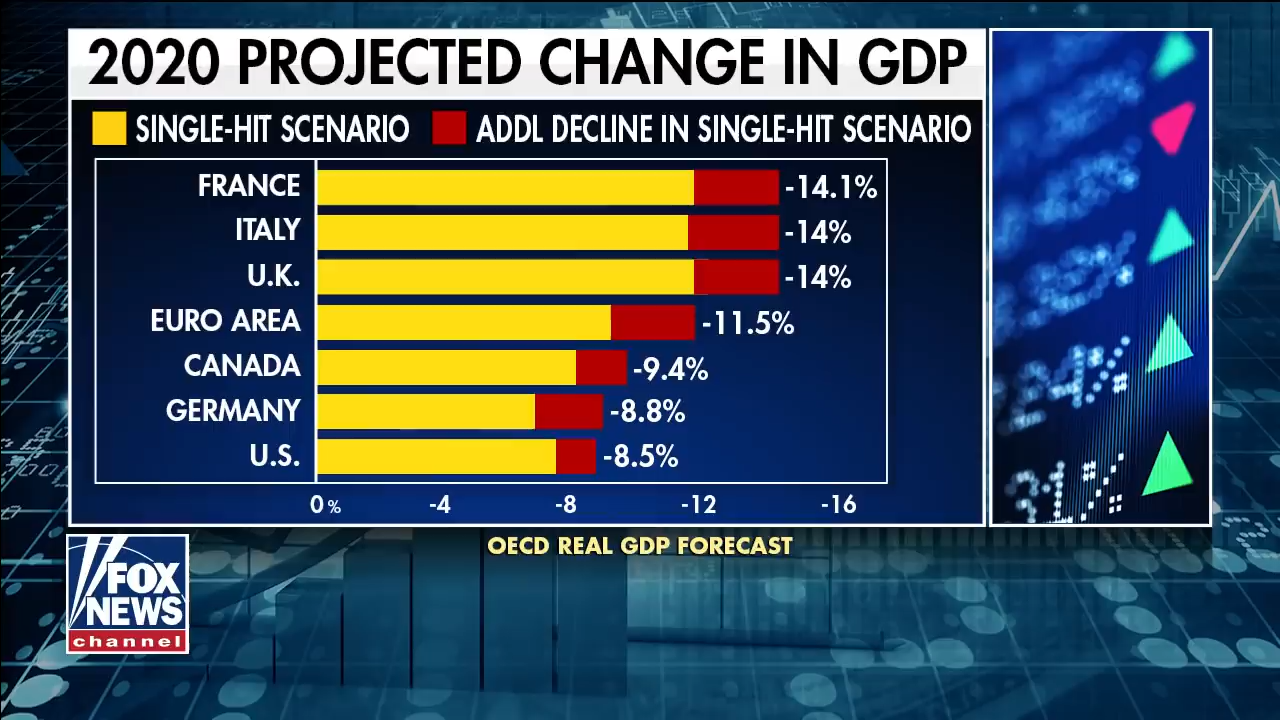 2020 PROJECTED CHANGE IN GDP
SINGLE-HIT SCENARIO ADDL DECLINE IN SINGLE-HIT SCENARIO
FRANCE -14.1%
ITALY -14%
U.K. -14%
EURO AREA -11.5%
CANADA -9.4%
GERMANY -8.8%
U.S. -8.5%
0% -4 -8 -12 -16
OECD REAL GDP FORECAST
FOX
NEWS
channel